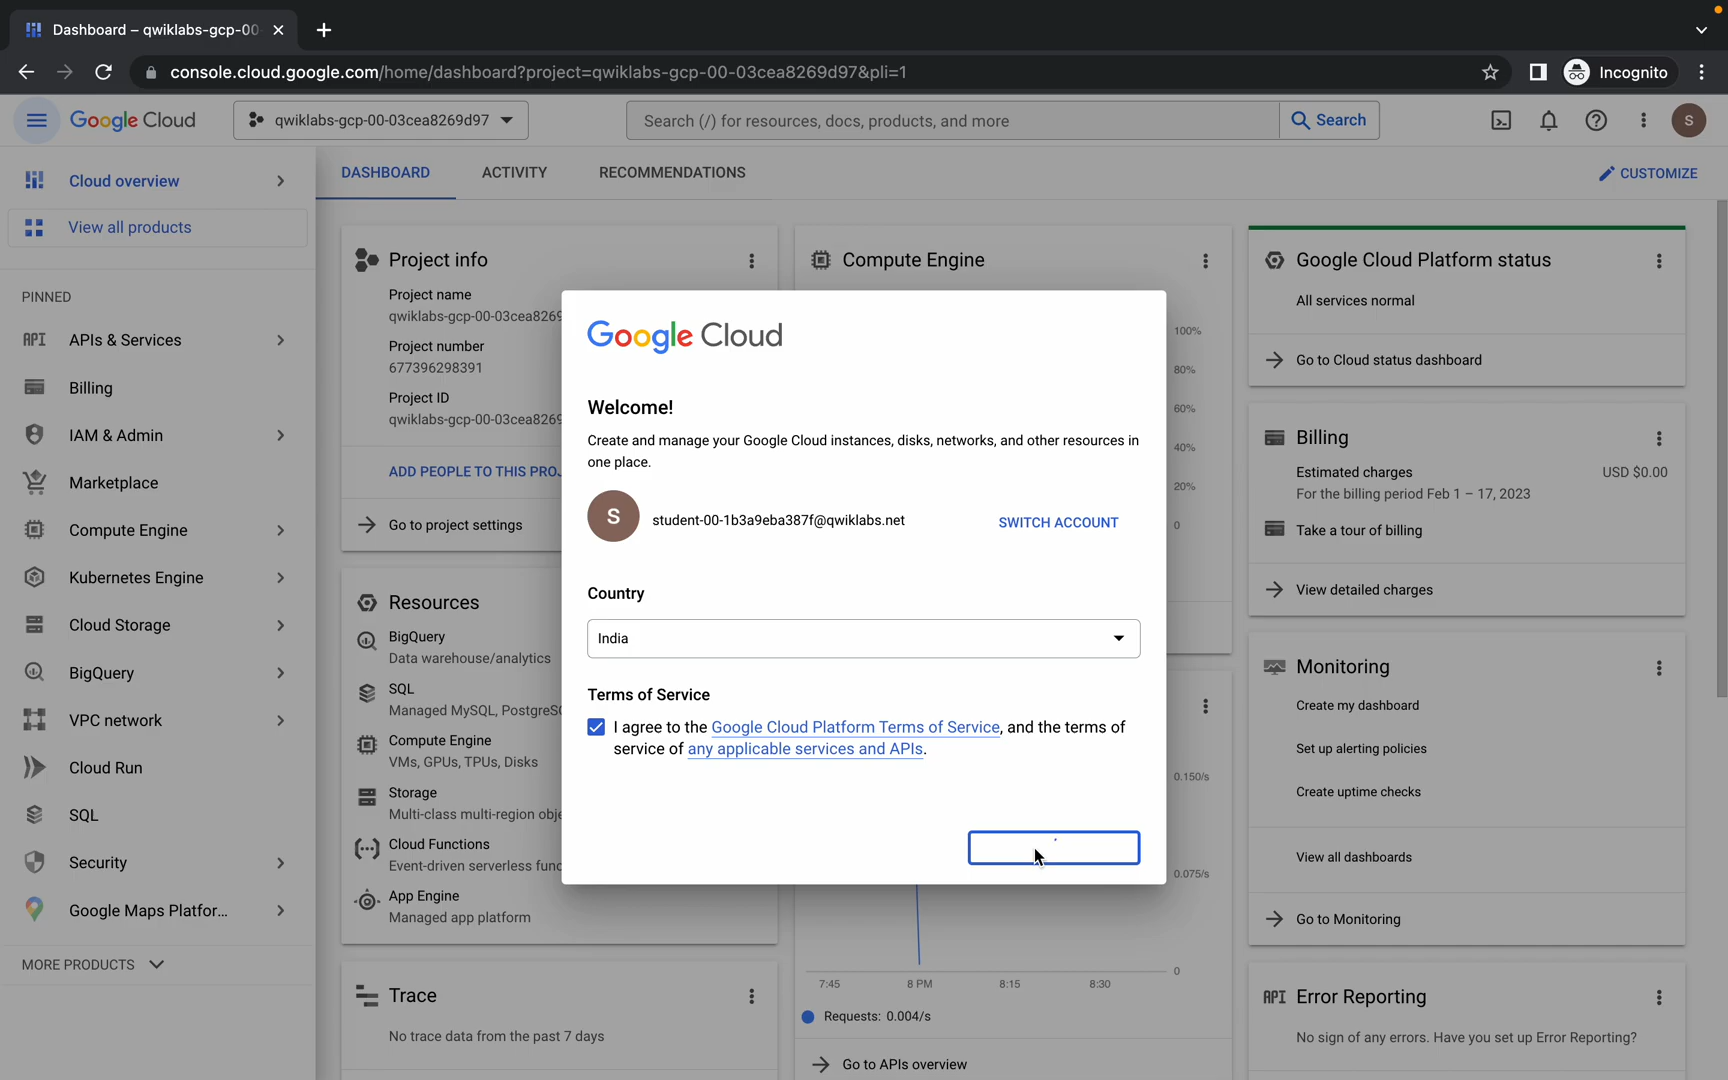 Dashboard – qwiklabs-gcp-00-
console.cloud.google.com/home/dashboard?project=qwiklabs-gcp-00-03cea8269d97&pli=1
Incognito
Google Cloud
qwiklabs-gcp-00-03cea8269d97
Search (/) for resources, docs, products, and more
Search
S
Cloud overview
View all products
PINNED
API APIs & Services
Billing
IAM & Admin
Marketplace
Compute Engine
Kubernetes Engine
Cloud Storage
BigQuery
VPC network
Cloud Run
SQL
Security
Google Maps Platfor...
MORE PRODUCTS
DASHBOARD
ACTIVITY
RECOMMENDATIONS
CUSTOMIZE
Project info
Project name
qwiklabs-gcp-00-03cea8269
Project number
677396298391
Project ID
qwiklabs-gcp-00-03cea8269
ADD PEOPLE TO THIS PROJ
Go to project settings
Resources
BigQuery
Data warehouse/analytics
SQL
Managed MySQL, PostgreS
Compute Engine
VMs, GPUs, TPUs, Disks
Storage
Multi-class multi-region obje
Cloud Functions
Event-driven serverless func
App Engine
Managed app platform
Trace
No trace data from the past 7 days
Compute Engine
100%
80%
60%
40%
20%
0
Google Cloud
Welcome!
Create and manage your Google Cloud instances, disks, networks, and other resources in
one place.
S
student-00-1b3a9eba387f@qwiklabs.net
SWITCH ACCOUNT
Country
India
Terms of Service
I agree to the Google Cloud Platform Terms of Service, and the terms of
service of any applicable services and APIs.
0.150/s
0.075/s
0
7:45
8 PM
8:15
8:30
Requests: 0.004/s
Go to APIs overview
Google Cloud Platform status
All services normal
Go to Cloud status dashboard
Billing
Estimated charges
USD $0.00
For the billing period Feb 1 – 17, 2023
Take a tour of billing
View detailed charges
Monitoring
Create my dashboard
Set up alerting policies
Create uptime checks
View all dashboards
Go to Monitoring
API Error Reporting
No sign of any errors. Have you set up Error Reporting?